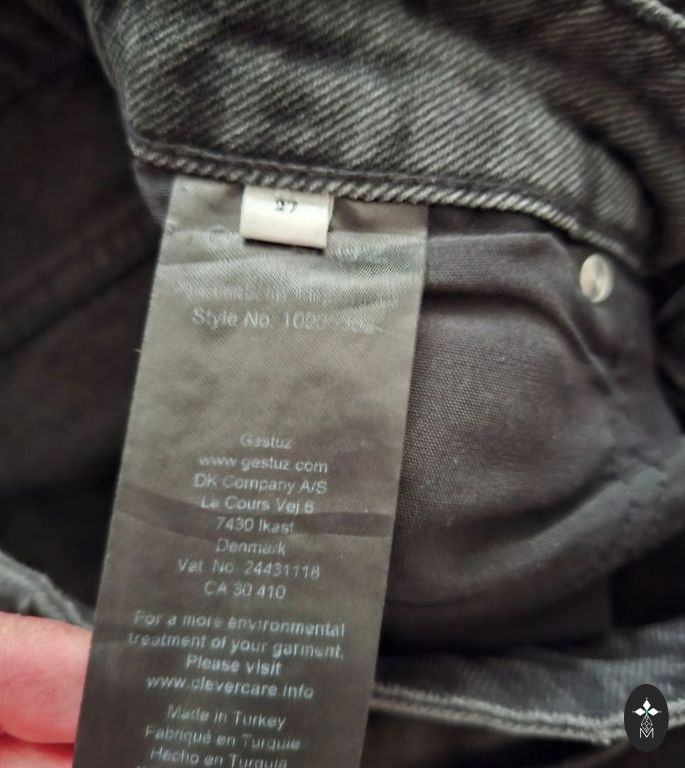 27
Style No.
Gestuz
www.gestuz.com
DK Company A/S
La Cours Vej 6
7430 Ikast
Denmark
Vat. No. 24431118
CA 30 410
For a more environmental
treatment of your garment.
Please visit
www.clevercare.info
Made in Turkey
Fabriqué en Turquie
Hecho en Turquia
M